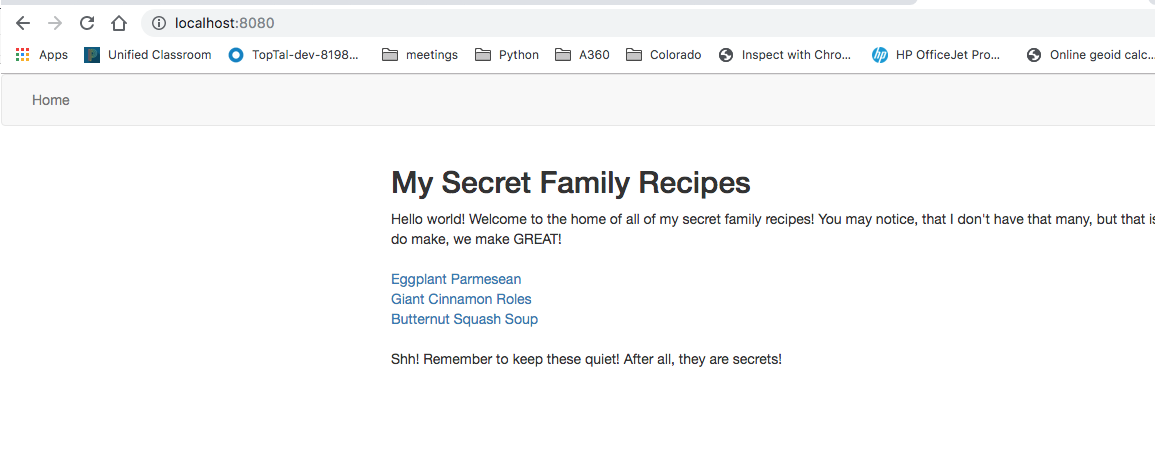 localhost:8080
Apps Unified Classroom TopTal-dev-8198... meetings Python A360 Colorado Inspect with Chro... HP OfficeJet Pro... Online geoid calc...
Home
My Secret Family Recipes
Hello world! Welcome to the home of all of my secret family recipes! You may notice, that I don't have that many, but that is
do make, we make GREAT!
Eggplant Parmesean
Giant Cinnamon Roles
Butternut Squash Soup
Shh! Remember to keep these quiet! After all, they are secrets!